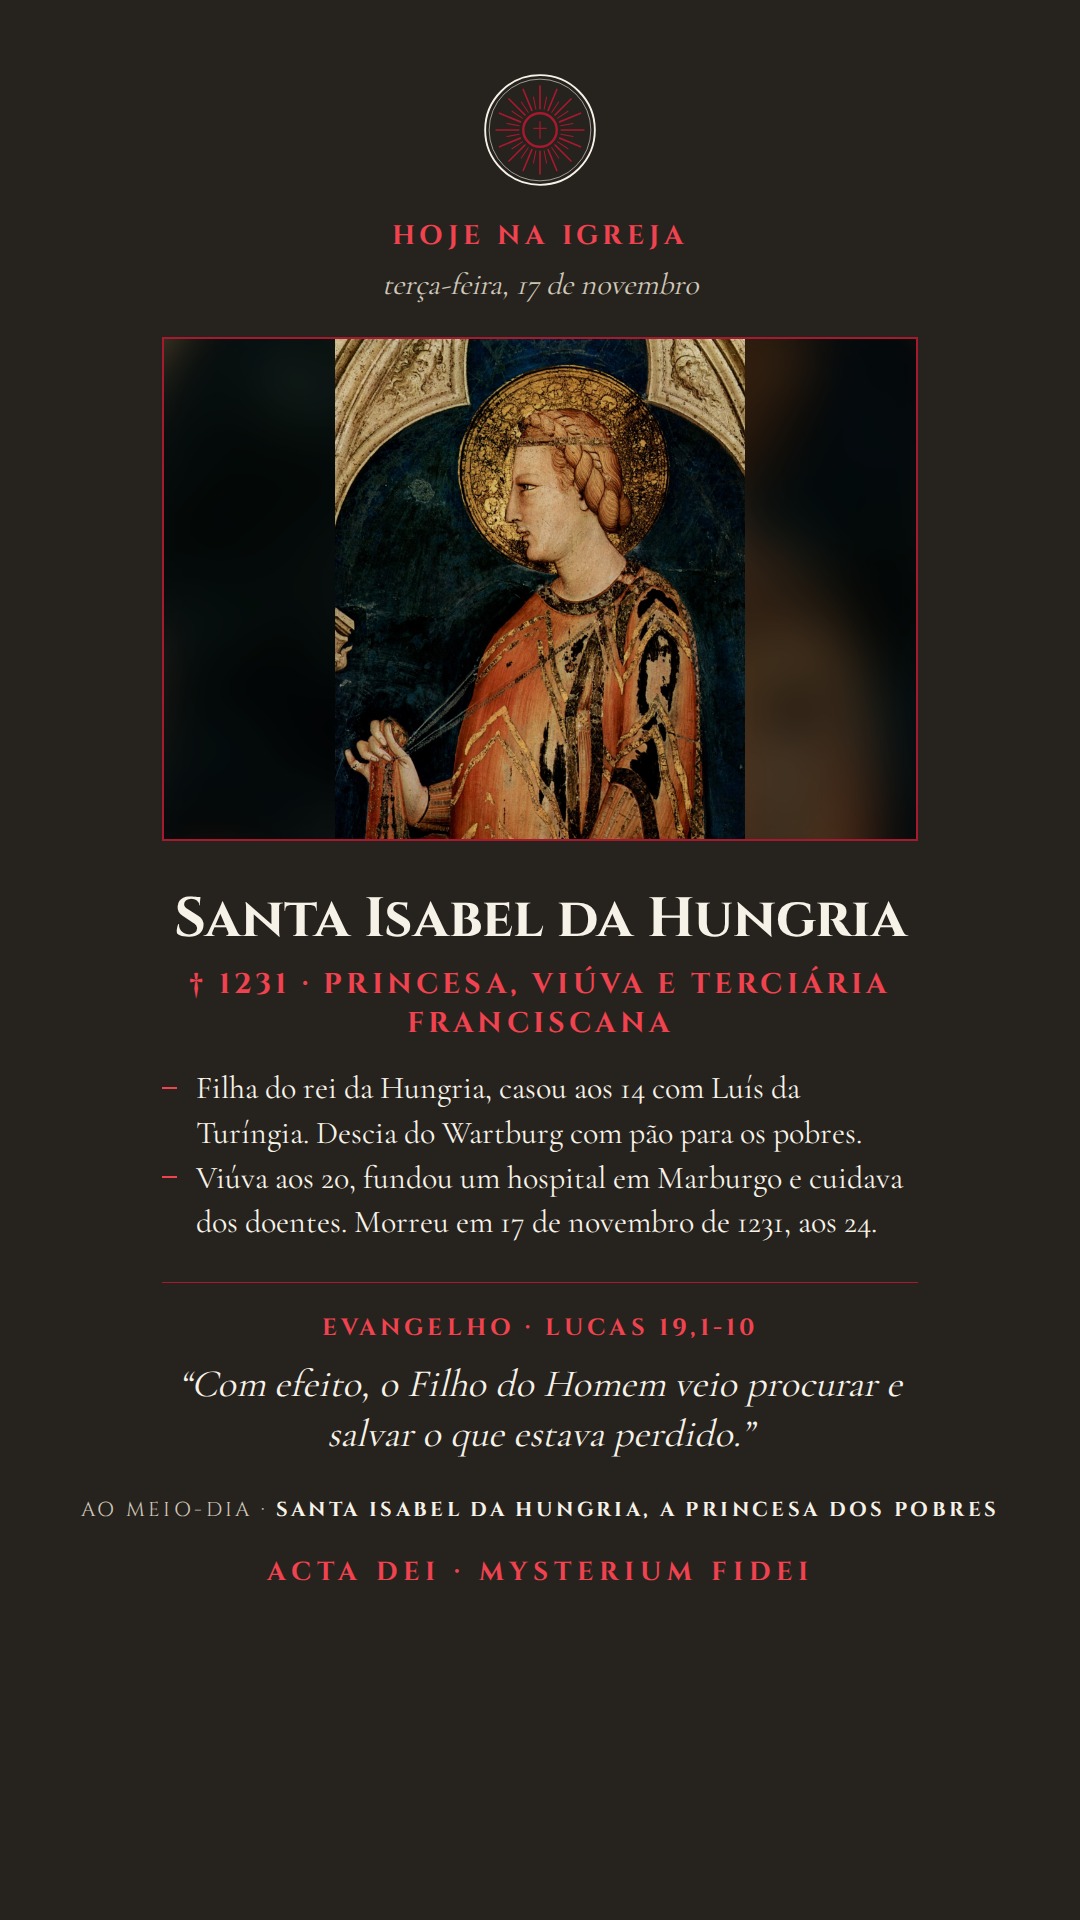 HOJE NA IGREJA
terça-feira, 17 de novembro
Santa Isabel da Hungria
† 1231 · PRINCESA, VIÚVA E TERCIÁRIA
FRANCISCANA
– Filha do rei da Hungria, casou aos 14 com Luís da
Turíngia. Descia do Wartburg com pão para os pobres.
– Viúva aos 20, fundou um hospital em Marburgo e cuidava
dos doentes. Morreu em 17 de novembro de 1231, aos 24.
EVANGELHO · LUCAS 19,1-10
“Com efeito, o Filho do Homem veio procurar e
salvar o que estava perdido.”
AO MEIO-DIA · SANTA ISABEL DA HUNGRIA, A PRINCESA DOS POBRES
ACTA DEI · MYSTERIUM FIDEI